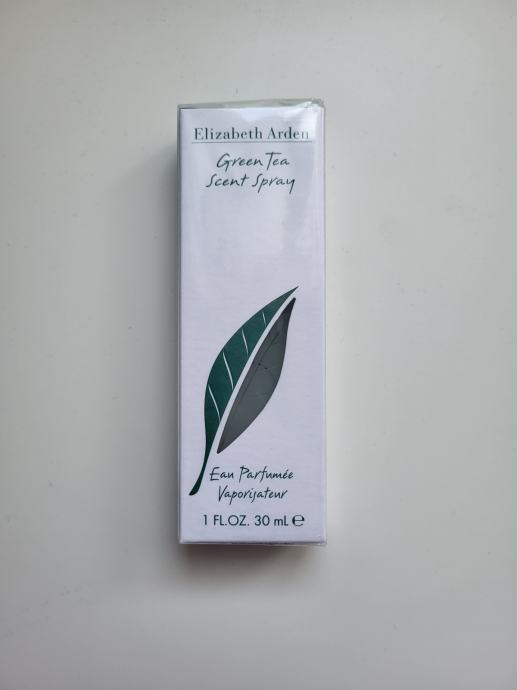 Elizabeth Arden
Green Tea
Scent Spray
Eau Parfumée
Vaporisateur
1 FL.OZ. 30 mL ℮